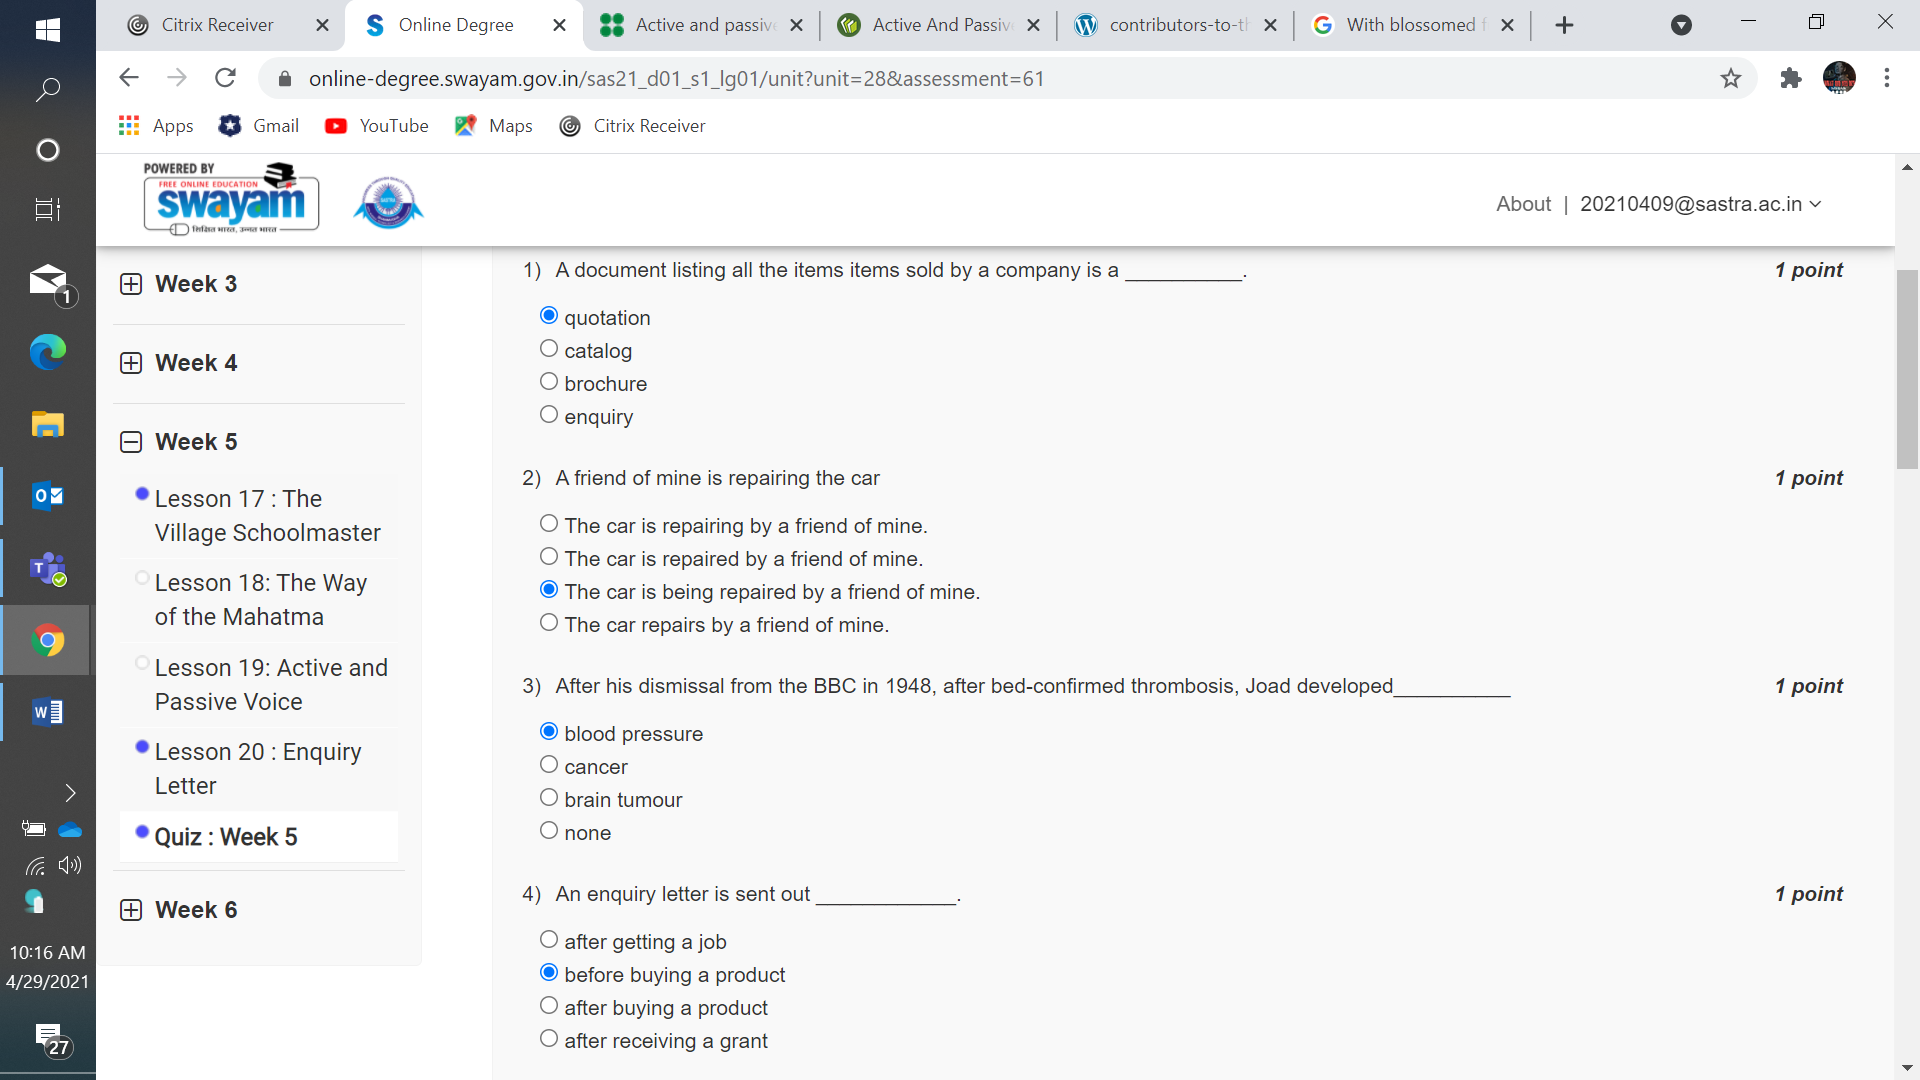 Citrix Receiver
Online Degree
Active and passive
Active And Passiv
contributors-to-th
With blossomed f
online-degree.swayam.gov.in/sas21_d01_s1_lg01/unit?unit=28&assessment=61
Apps
Gmail
YouTube
Maps
Citrix Receiver
POWERED BY
FREE ONLINE EDUCATION
swayam
शिक्षित भारत, उन्नत भारत
About | 20210409@sastra.ac.in
Week 3
Week 4
Week 5
Lesson 17 : The
Village Schoolmaster
Lesson 18: The Way
of the Mahatma
Lesson 19: Active and
Passive Voice
Lesson 20 : Enquiry
Letter
Quiz : Week 5
Week 6
1) A document listing all the items items sold by a company is a __________.
1 point
quotation
catalog
brochure
enquiry
2) A friend of mine is repairing the car
1 point
The car is repairing by a friend of mine.
The car is repaired by a friend of mine.
The car is being repaired by a friend of mine.
The car repairs by a friend of mine.
3) After his dismissal from the BBC in 1948, after bed-confirmed thrombosis, Joad developed__________
1 point
blood pressure
cancer
brain tumour
none
4) An enquiry letter is sent out ____________.
1 point
after getting a job
before buying a product
after buying a product
after receiving a grant
1
10:16 AM
4/29/2021
27